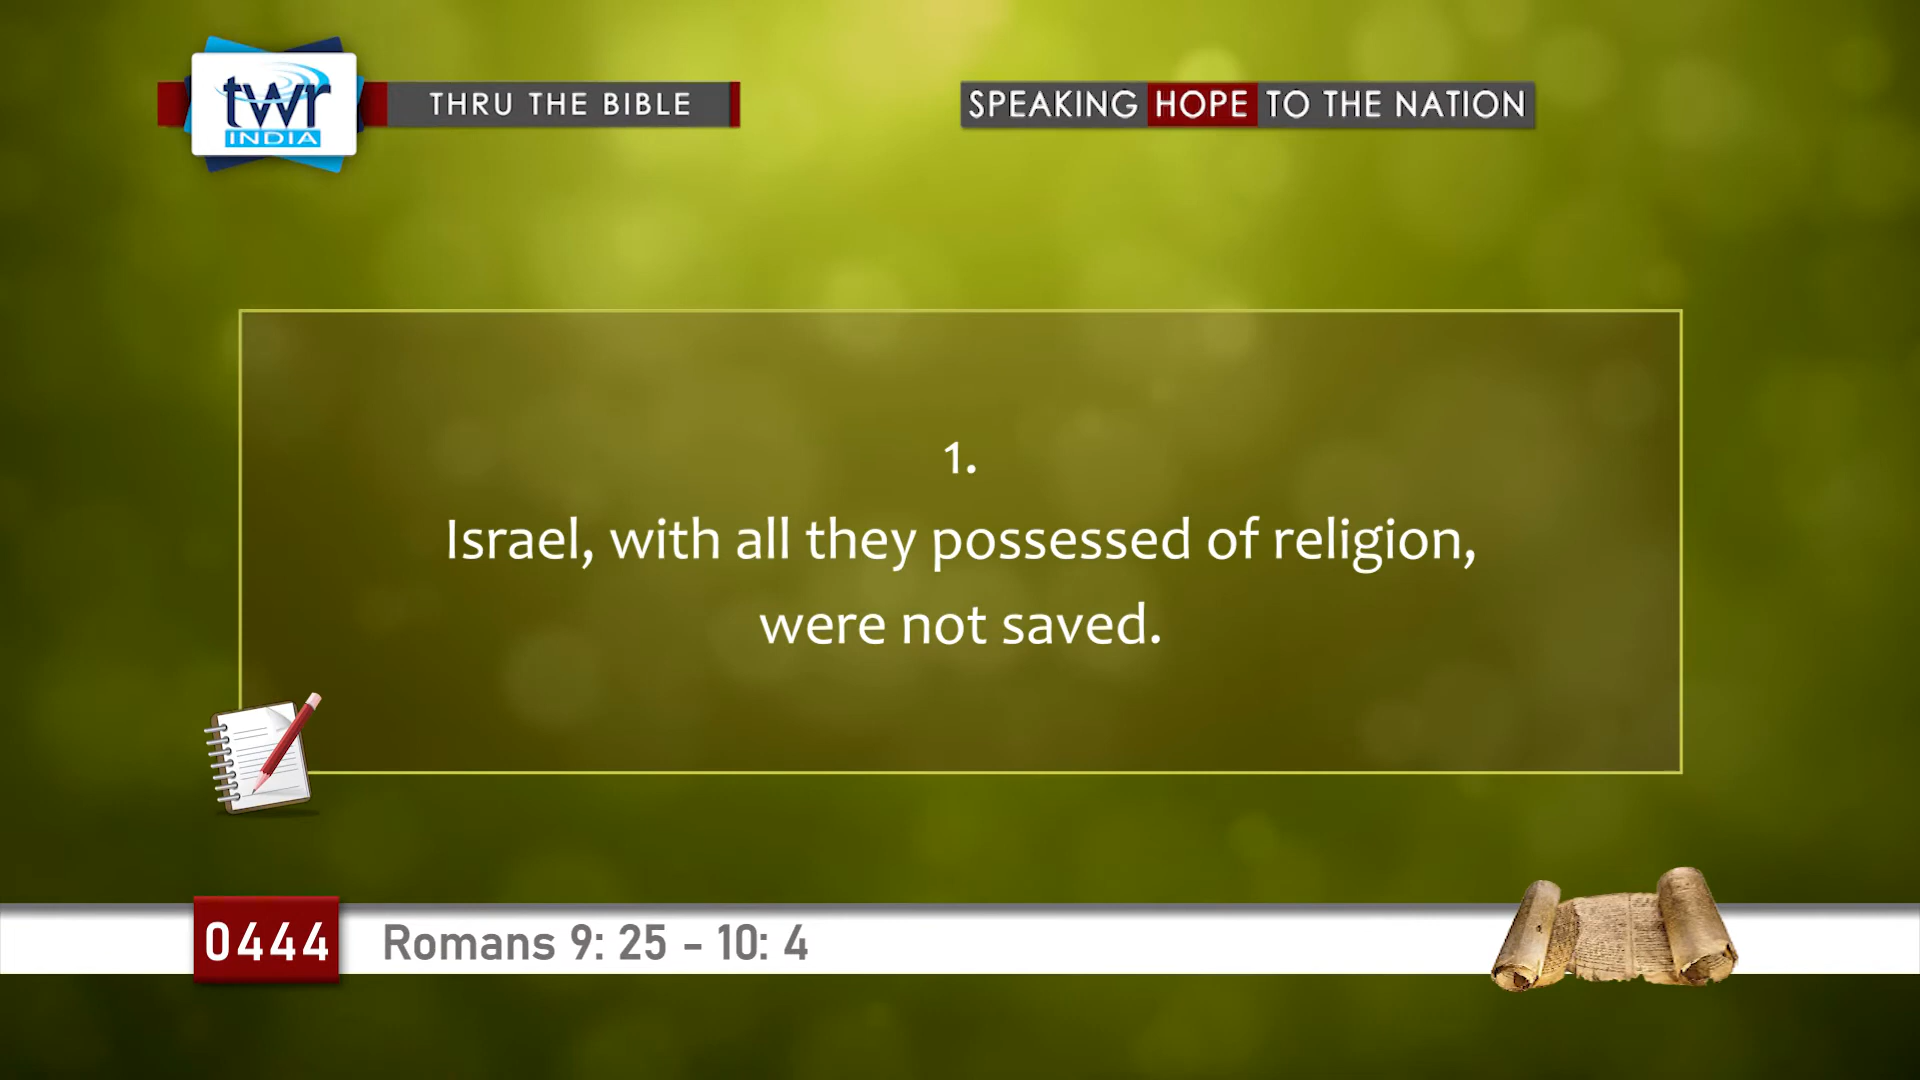 twr
INDIA
THRU THE BIBLE
SPEAKING HOPE TO THE NATION
1.
Israel, with all they possessed of religion,
were not saved.
0444
Romans 9: 25 - 10: 4